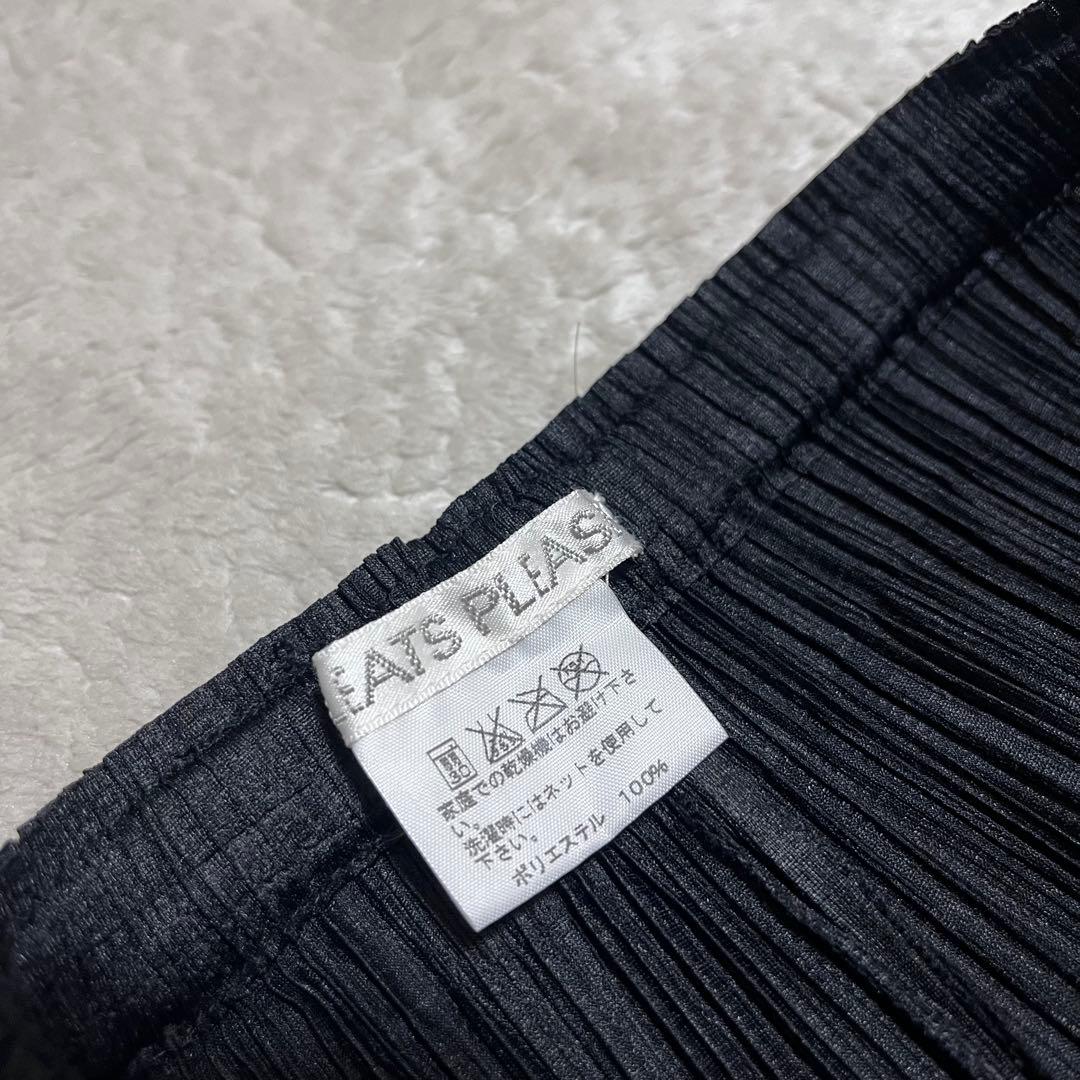 EATS PLEAS
30
家庭での乾燥機はお避け下さ
い。
洗濯時にはネットを使用して
下さい。
ポリエステル 100%